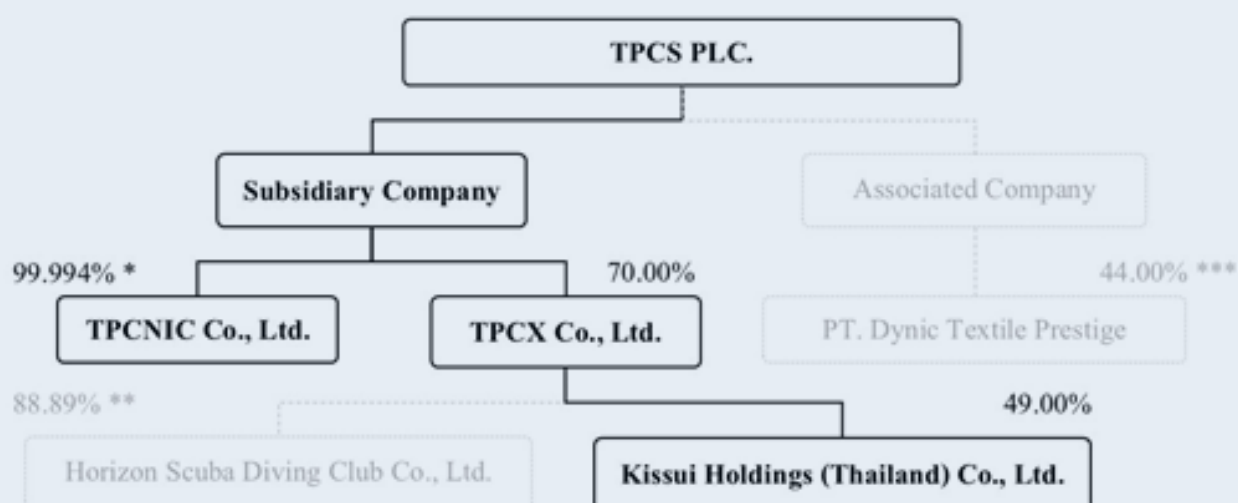 TPCS PLC.
Subsidiary Company
Associated Company
99.994% *
70.00%
44.00% ***
TPCNIC Co., Ltd.
TPCX Co., Ltd.
PT. Dynic Textile Prestige
88.89% **
49.00%
Horizon Scuba Diving Club Co., Ltd.
Kissui Holdings (Thailand) Co., Ltd.